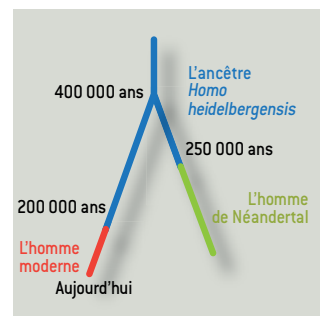 L'ancêtre
400 000 ans
Homo
heidelbergensis
250 000 ans
L'homme
200 000 ans
de Néandertal
L'homme
moderne
Aujourd'hui